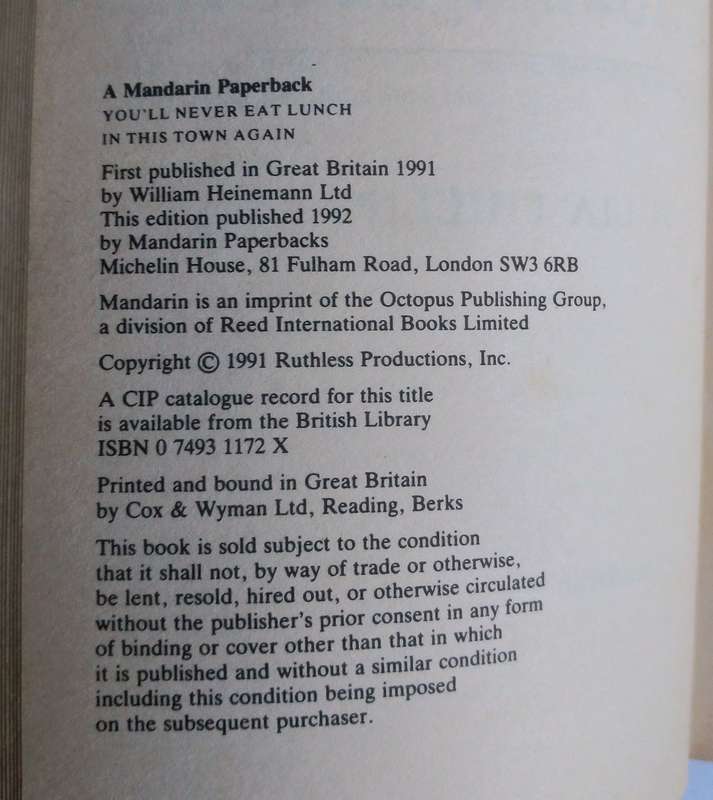 A Mandarin Paperback
YOU'LL NEVER EAT LUNCH
IN THIS TOWN AGAIN
First published in Great Britain 1991
by William Heinemann Ltd
This edition published 1992
by Mandarin Paperbacks
Michelin House, 81 Fulham Road, London SW3 6RB
Mandarin is an imprint of the Octopus Publishing Group,
a division of Reed International Books Limited
Copyright © 1991 Ruthless Productions, Inc.
A CIP catalogue record for this title
is available from the British Library
ISBN 0 7493 1172 X
Printed and bound in Great Britain
by Cox & Wyman Ltd, Reading, Berks
This book is sold subject to the condition
that it shall not, by way of trade or otherwise,
be lent, resold, hired out, or otherwise circulated
without the publisher's prior consent in any form
of binding or cover other than that in which
it is published and without a similar condition
including this condition being imposed
on the subsequent purchaser.